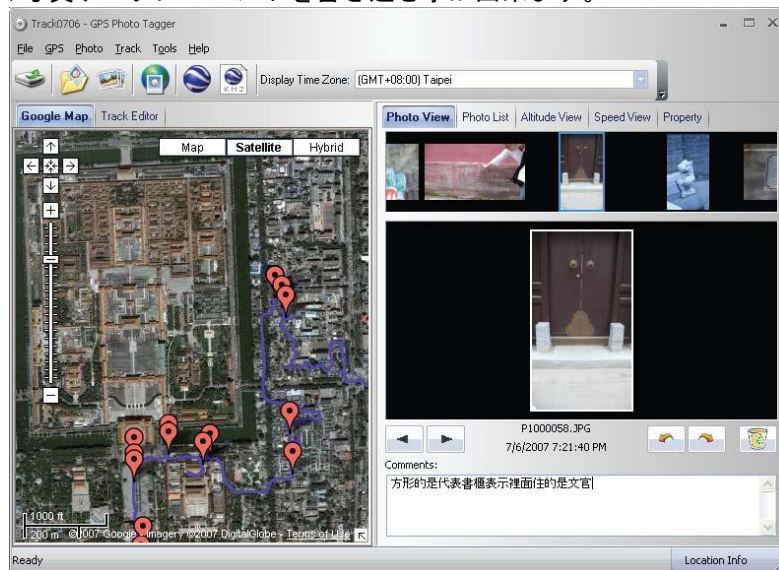 Track0706 - GPS Photo Tagger
File GPS Photo Track Tools Help
KMZ
Display Time Zone: (GMT+08:00) Taipei
Google Map Track Editor
Map Satellite Hybrid
1000 ft
200 m ©2007 Google - Imagery ©2007 DigitalGlobe - Terms of Use
Photo View Photo List Altitude View Speed View Property
P1000058.JPG
7/6/2007 7:21:40 PM
Comments:
方形的是代表書櫃表示裡面住的是文官
Ready
Location Info